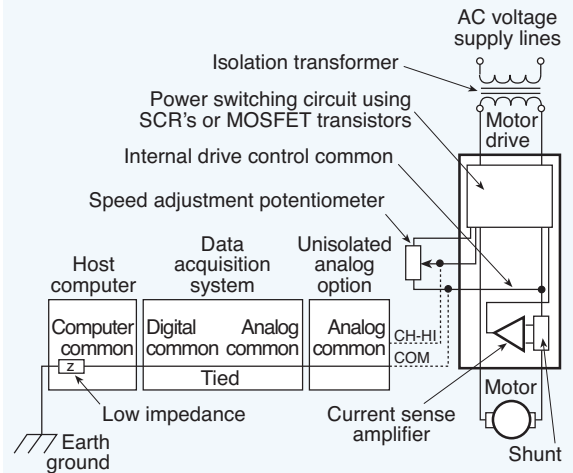 AC voltage
supply lines
Isolation transformer
Power switching circuit using
SCR's or MOSFET transistors
Motor
drive
Internal drive control common
Speed adjustment potentiometer
Host
computer
Data
acquisition
system
Unisolated
analog
option
Computer
common
Digital
common
Analog
common
Analog
common
CH-HI
COM
Z
Tied
Low impedance
Earth
ground
Current sense
amplifier
Motor
Shunt